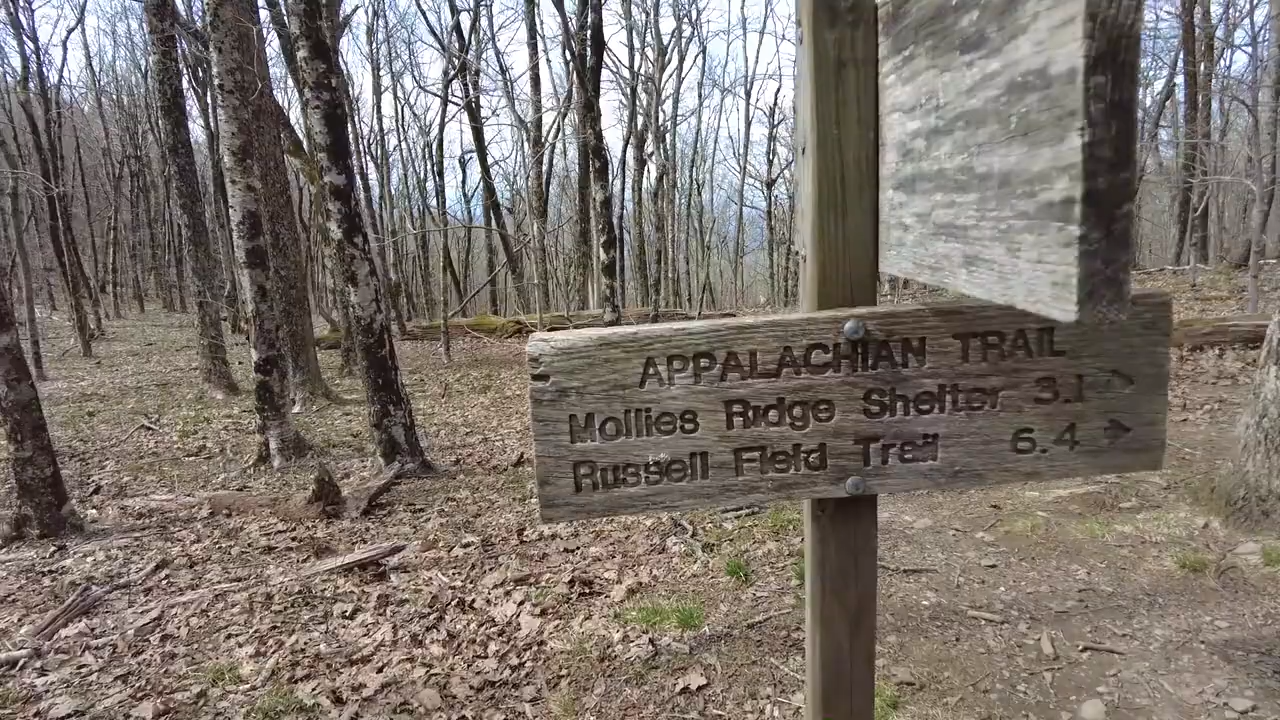 APPALACHIAN TRAIL
Mollies Ridge Shelter 3.1
Russell Field Trail 6.4